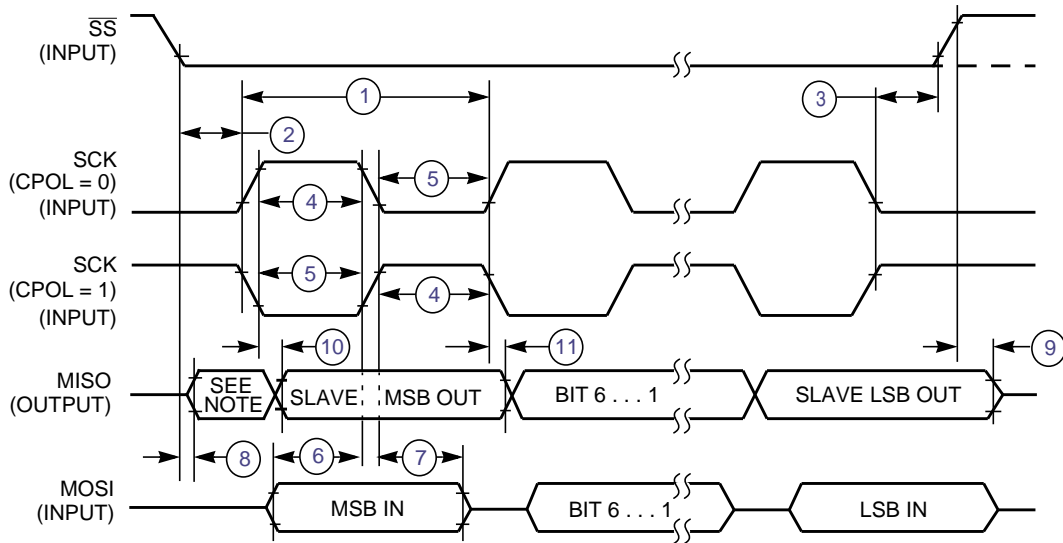 SS
(INPUT)
1
3
2
SCK
(CPOL = 0)
(INPUT)
5
4
SCK
(CPOL = 1)
(INPUT)
5
4
10
11
9
MISO
(OUTPUT)
SEE
NOTE
SLAVE
MSB OUT
BIT 6 . . . 1
SLAVE LSB OUT
8
6
7
MOSI
(INPUT)
MSB IN
BIT 6 . . . 1
LSB IN